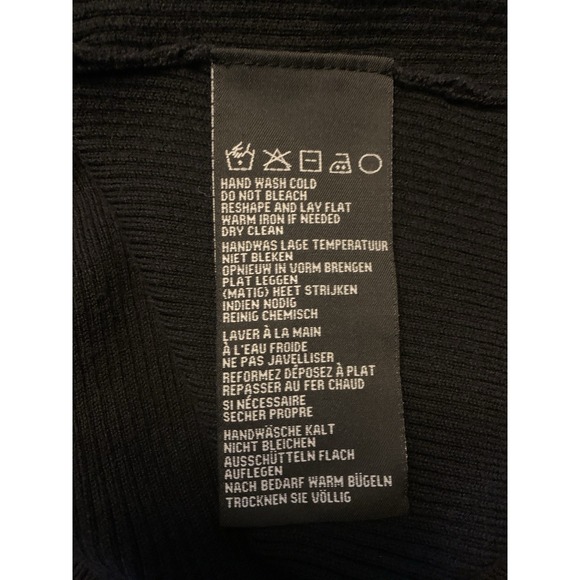 HAND WASH COLD
DO NOT BLEACH
RESHAPE AND LAY FLAT
WARM IRON IF NEEDED
DRY CLEAN
HANDWAS LAGE TEMPERATUUR
NIET BLEKEN
OPNIEUW IN VORM BRENGEN
PLAT LEGGEN
(MATIG) HEET STRIJKEN
INDIEN NODIG
REINIG CHEMISCH
LAVER À LA MAIN
À L'EAU FROIDE
NE PAS JAVELLISER
REFORMEZ DÉPOSEZ À PLAT
REPASSER AU FER CHAUD
SI NÉCESSAIRE
SECHER PROPRE
HANDWÄSCHE KALT
NICHT BLEICHEN
AUSSCHÜTTELN FLACH
AUFLEGEN
NACH BEDARF WARM BÜGELN
TROCKNEN SIE VÖLLIG